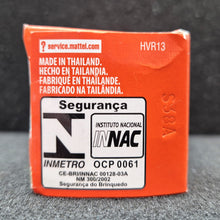 service.mattel.com
HVR13
MADE IN THAILAND.
HECHO EN TAILANDIA.
FABRIQUÉ EN THAÏLANDE.
FABRICADO NA TAILÂNDIA.
Segurança
N
INMETRO
INSTITUTO NACIONAL
INNAC
OCP 0061
CE-BRI/INNAC 00128-03A
NM 300/2002
Segurança do Brinquedo